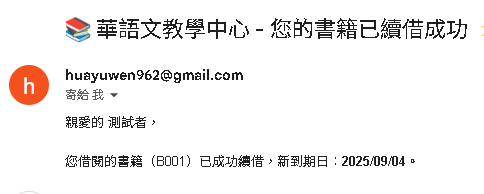 📚 華語文教學中心 - 您的書籍已續借成功
h
huayuwen962@gmail.com
寄給 我
親愛的 測試者，
您借閱的書籍（B001）已成功續借，新到期日：2025/09/04。